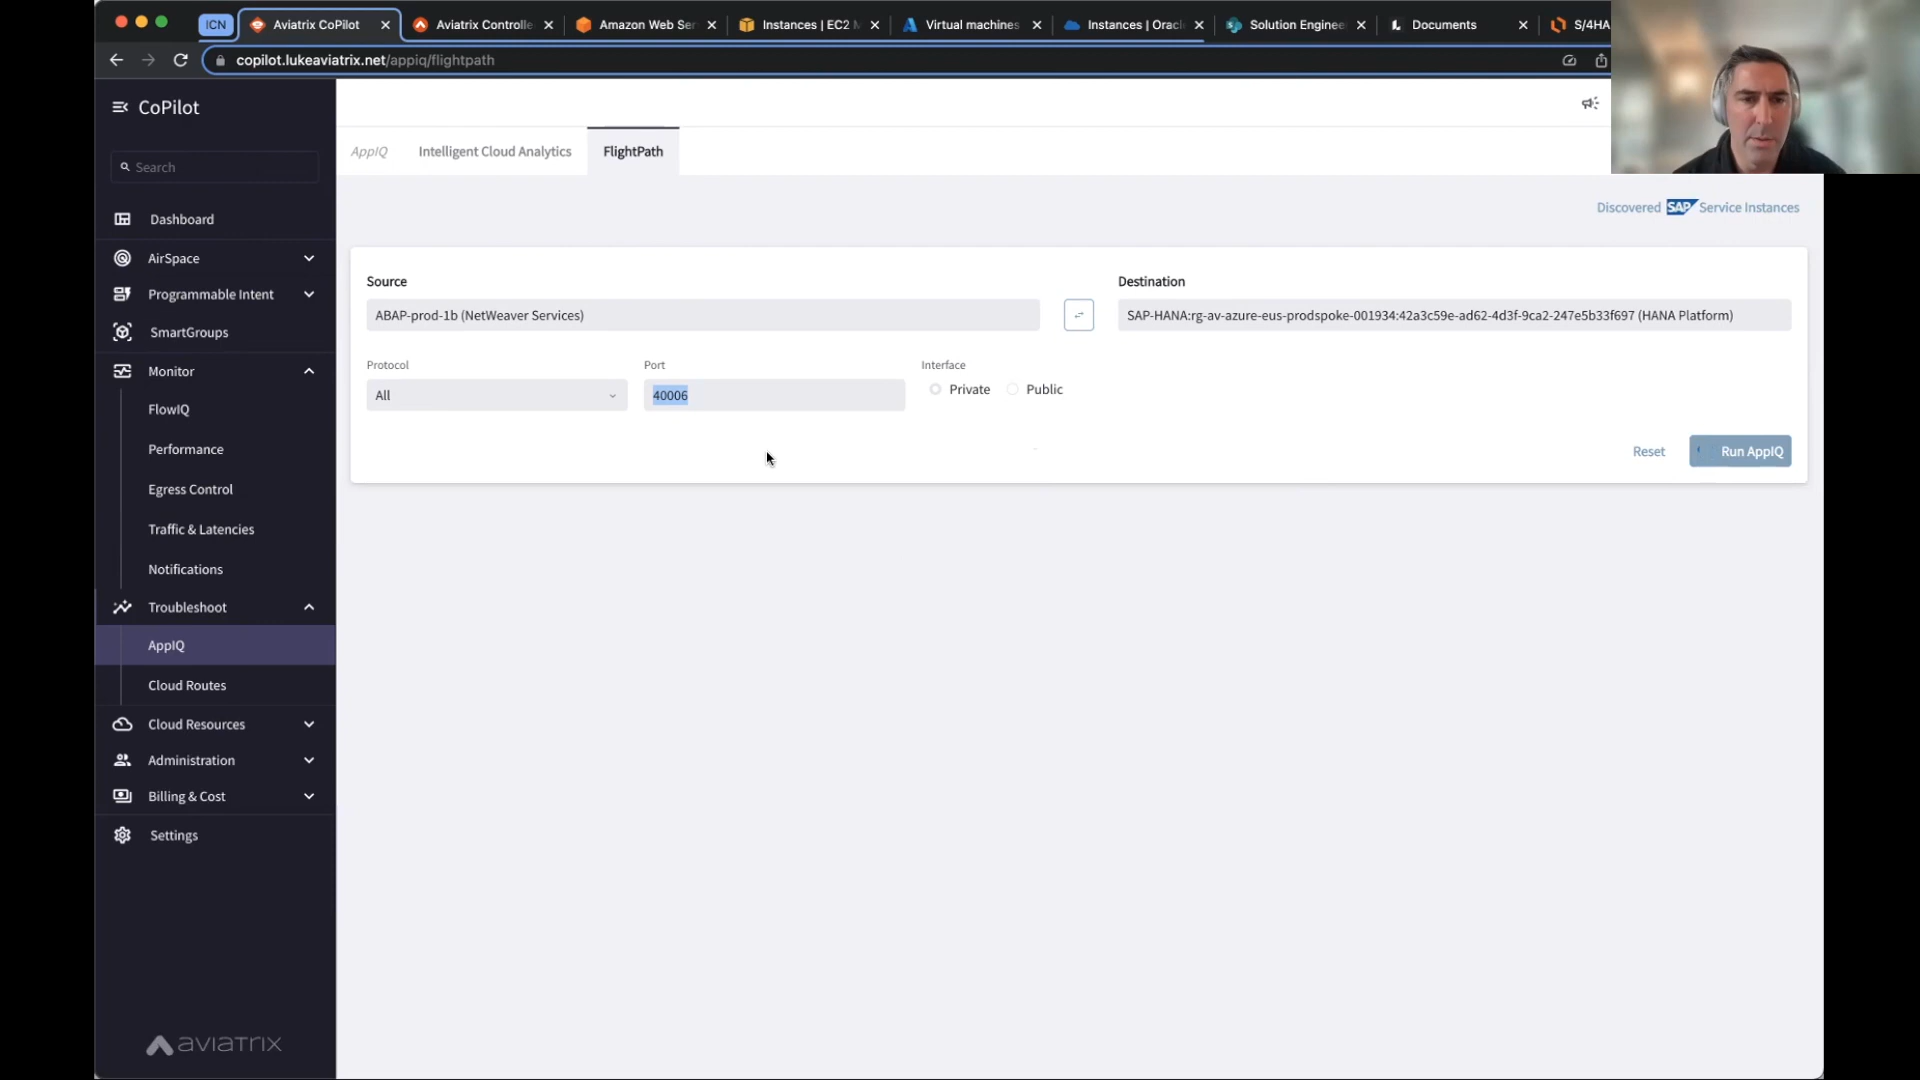 ICN
Aviatrix CoPilot
Aviatrix Controlle
Amazon Web Ser
Instances | EC2 M
Virtual machines
Instances | Oracl
Solution Enginee
Documents
S/4HA
copilot.lukeaviatrix.net/appiq/flightpath
CoPilot
Search
Dashboard
AirSpace
Programmable Intent
SmartGroups
Monitor
FlowIQ
Performance
Egress Control
Traffic & Latencies
Notifications
Troubleshoot
AppIQ
Cloud Routes
Cloud Resources
Administration
Billing & Cost
Settings
aviatrix
AppIQ
Intelligent Cloud Analytics
FlightPath
Discovered SAP Service Instances
Source
Destination
ABAP-prod-1b (NetWeaver Services)
SAP-HANA:rg-av-azure-eus-prodspoke-001934:42a3c59e-ad62-4d3f-9ca2-247e5b33f697 (HANA Platform)
Protocol
Port
Interface
All
40006
Private
Public
Reset
Run AppIQ